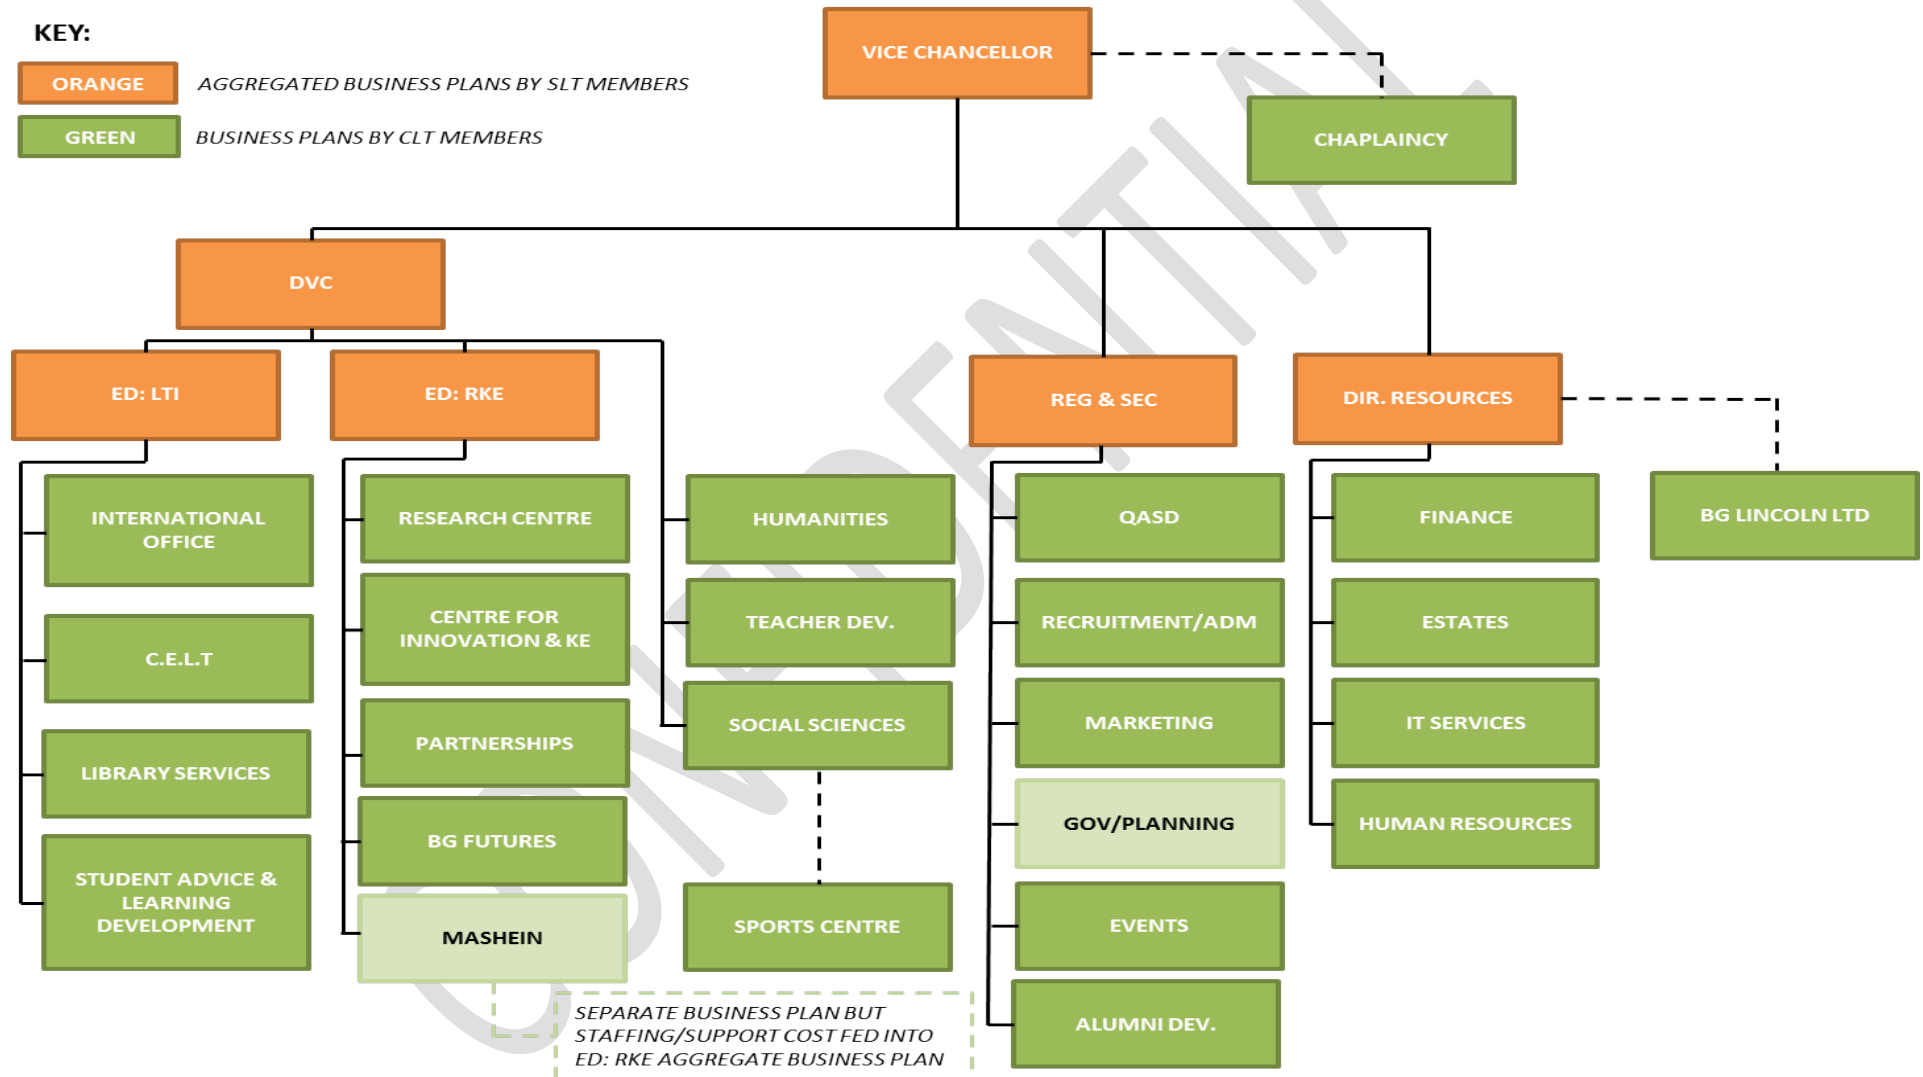 KEY:
ORANGE
AGGREGATED BUSINESS PLANS BY SLT MEMBERS
GREEN
BUSINESS PLANS BY CLT MEMBERS
VICE CHANCELLOR
CHAPLAINCY
DVC
ED: LTI
ED: RKE
REG & SEC
DIR. RESOURCES
INTERNATIONAL
OFFICE
C.E.L.T
LIBRARY SERVICES
STUDENT ADVICE &
LEARNING
DEVELOPMENT
RESEARCH CENTRE
CENTRE FOR
INNOVATION & KE
PARTNERSHIPS
BG FUTURES
MASHEIN
SEPARATE BUSINESS PLAN BUT
STAFFING/SUPPORT COST FED INTO
ED: RKE AGGREGATE BUSINESS PLAN
HUMANITIES
TEACHER DEV.
SOCIAL SCIENCES
SPORTS CENTRE
QASD
RECRUITMENT/ADM
MARKETING
GOV/PLANNING
EVENTS
ALUMNI DEV.
FINANCE
ESTATES
IT SERVICES
HUMAN RESOURCES
BG LINCOLN LTD
CONFIDENTIAL